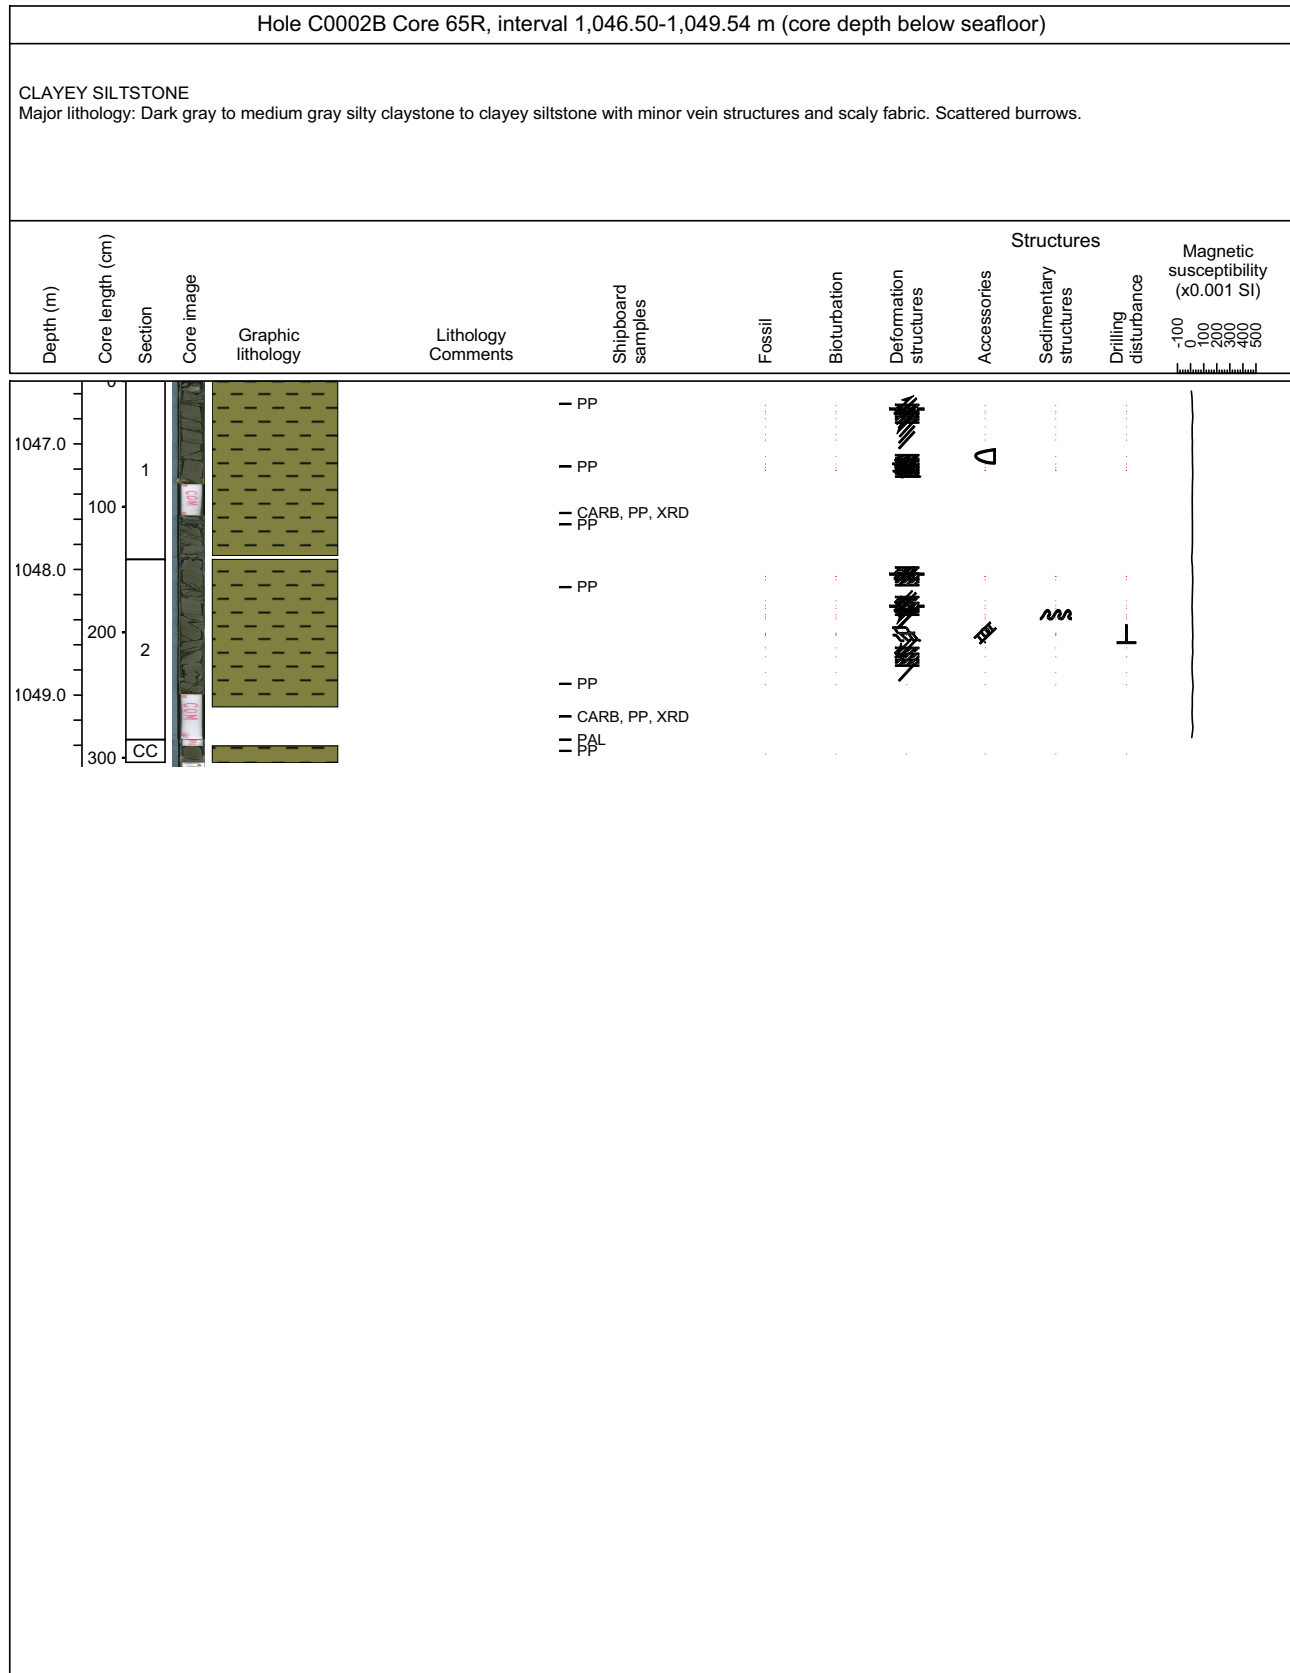 Hole C0002B Core 65R, interval 1,046.50-1,049.54 m (core depth below seafloor)
CLAYEY SILTSTONE
Major lithology: Dark gray to medium gray silty claystone to clayey siltstone with minor vein structures and scaly fabric. Scattered burrows.
Depth (m)
Core length (cm)
Section
Core image
Graphic
lithology
Lithology
Comments
Shipboard
samples
Fossil
Bioturbation
Structures
Deformation
structures
Accessories
Sedimentary
structures
Drilling
disturbance
Magnetic
susceptibility
(x0.001 SI)
-100
0
100
200
300
400
500
0
PP
1047.0
PP
1
COM
100
CARB, PP, XRD
PP
1048.0
PP
200
2
PP
1049.0
COM
CARB, PP, XRD
PAL
CC
PP
300